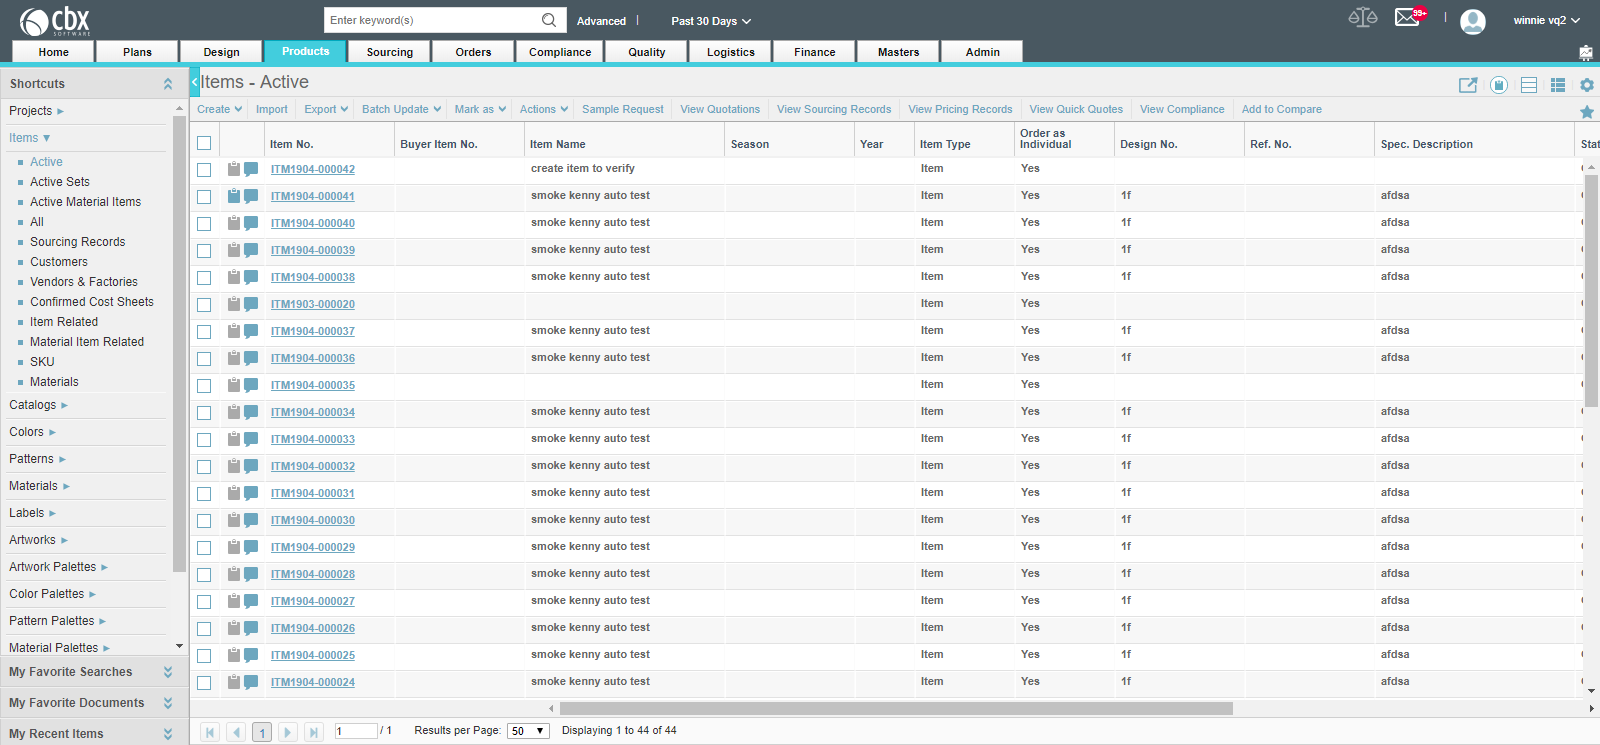 cbx
SOFTWARE
Enter keyword(s)
Advanced
Past 30 Days
99+
winnie vq2
Home Plans Design Products Sourcing Orders Compliance Quality Logistics Finance Masters Admin
Shortcuts
Projects
Items
Active
Active Sets
Active Material Items
All
Sourcing Records
Customers
Vendors & Factories
Confirmed Cost Sheets
Item Related
Material Item Related
SKU
Materials
Catalogs
Colors
Patterns
Materials
Labels
Artworks
Artwork Palettes
Color Palettes
Pattern Palettes
Material Palettes
My Favorite Searches
My Favorite Documents
My Recent Items
Items - Active
Create Import Export Batch Update Mark as Actions Sample Request View Quotations View Sourcing Records View Pricing Records View Quick Quotes View Compliance Add to Compare
Item No. Buyer Item No. Item Name Season Year Item Type Order as Individual Design No. Ref. No. Spec. Description Stat
ITM1904-000042 create item to verify Item Yes
ITM1904-000041 smoke kenny auto test Item Yes 1f afdsa
ITM1904-000040 smoke kenny auto test Item Yes 1f afdsa
ITM1904-000039 smoke kenny auto test Item Yes 1f afdsa
ITM1904-000038 smoke kenny auto test Item Yes 1f afdsa
ITM1903-000020 Item Yes
ITM1904-000037 smoke kenny auto test Item Yes 1f afdsa
ITM1904-000036 smoke kenny auto test Item Yes 1f afdsa
ITM1904-000035 Item Yes
ITM1904-000034 smoke kenny auto test Item Yes 1f afdsa
ITM1904-000033 smoke kenny auto test Item Yes 1f afdsa
ITM1904-000032 smoke kenny auto test Item Yes 1f afdsa
ITM1904-000031 smoke kenny auto test Item Yes 1f afdsa
ITM1904-000030 smoke kenny auto test Item Yes 1f afdsa
ITM1904-000029 smoke kenny auto test Item Yes 1f afdsa
ITM1904-000028 smoke kenny auto test Item Yes 1f afdsa
ITM1904-000027 smoke kenny auto test Item Yes 1f afdsa
ITM1904-000026 smoke kenny auto test Item Yes 1f afdsa
ITM1904-000025 smoke kenny auto test Item Yes 1f afdsa
ITM1904-000024 smoke kenny auto test Item Yes 1f afdsa
1 1 / 1 Results per Page: 50 Displaying 1 to 44 of 44